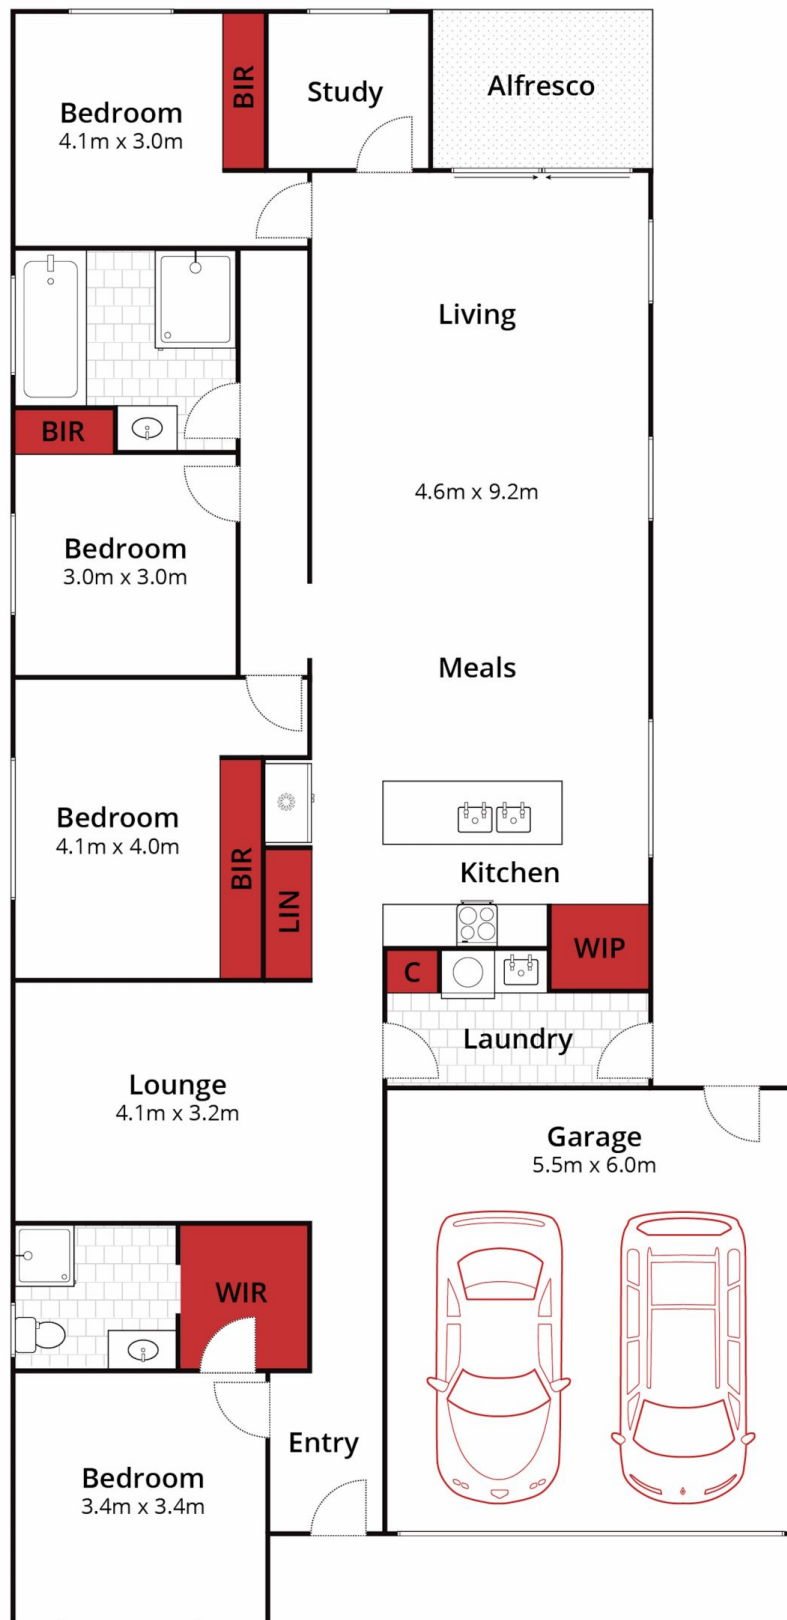 Bedroom
4.1m x 3.0m
BIR
Study
Alfresco
Living
BIR
4.6m x 9.2m
Bedroom
3.0m x 3.0m
Meals
Bedroom
4.1m x 4.0m
BIR
LIN
Kitchen
WIP
C
Laundry
Lounge
4.1m x 3.2m
Garage
5.5m x 6.0m
WIR
Entry
Bedroom
3.4m x 3.4m